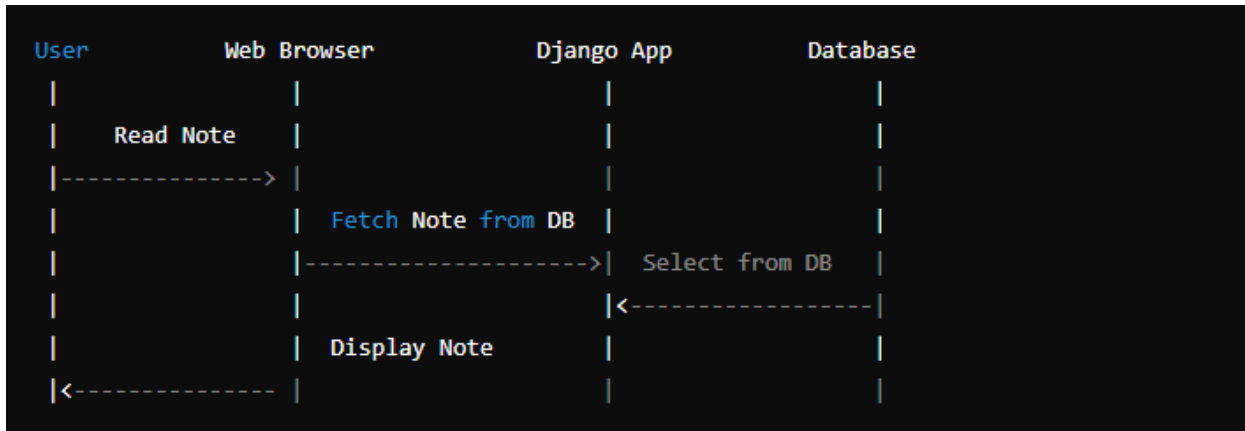 User Web Browser Django App Database
| | | |
| Read Note | | |
|---------------> | | |
| | Fetch Note from DB | |
| |--------------------->| Select from DB |
| | |<------------------|
| | Display Note | |
|<--------------- | | |